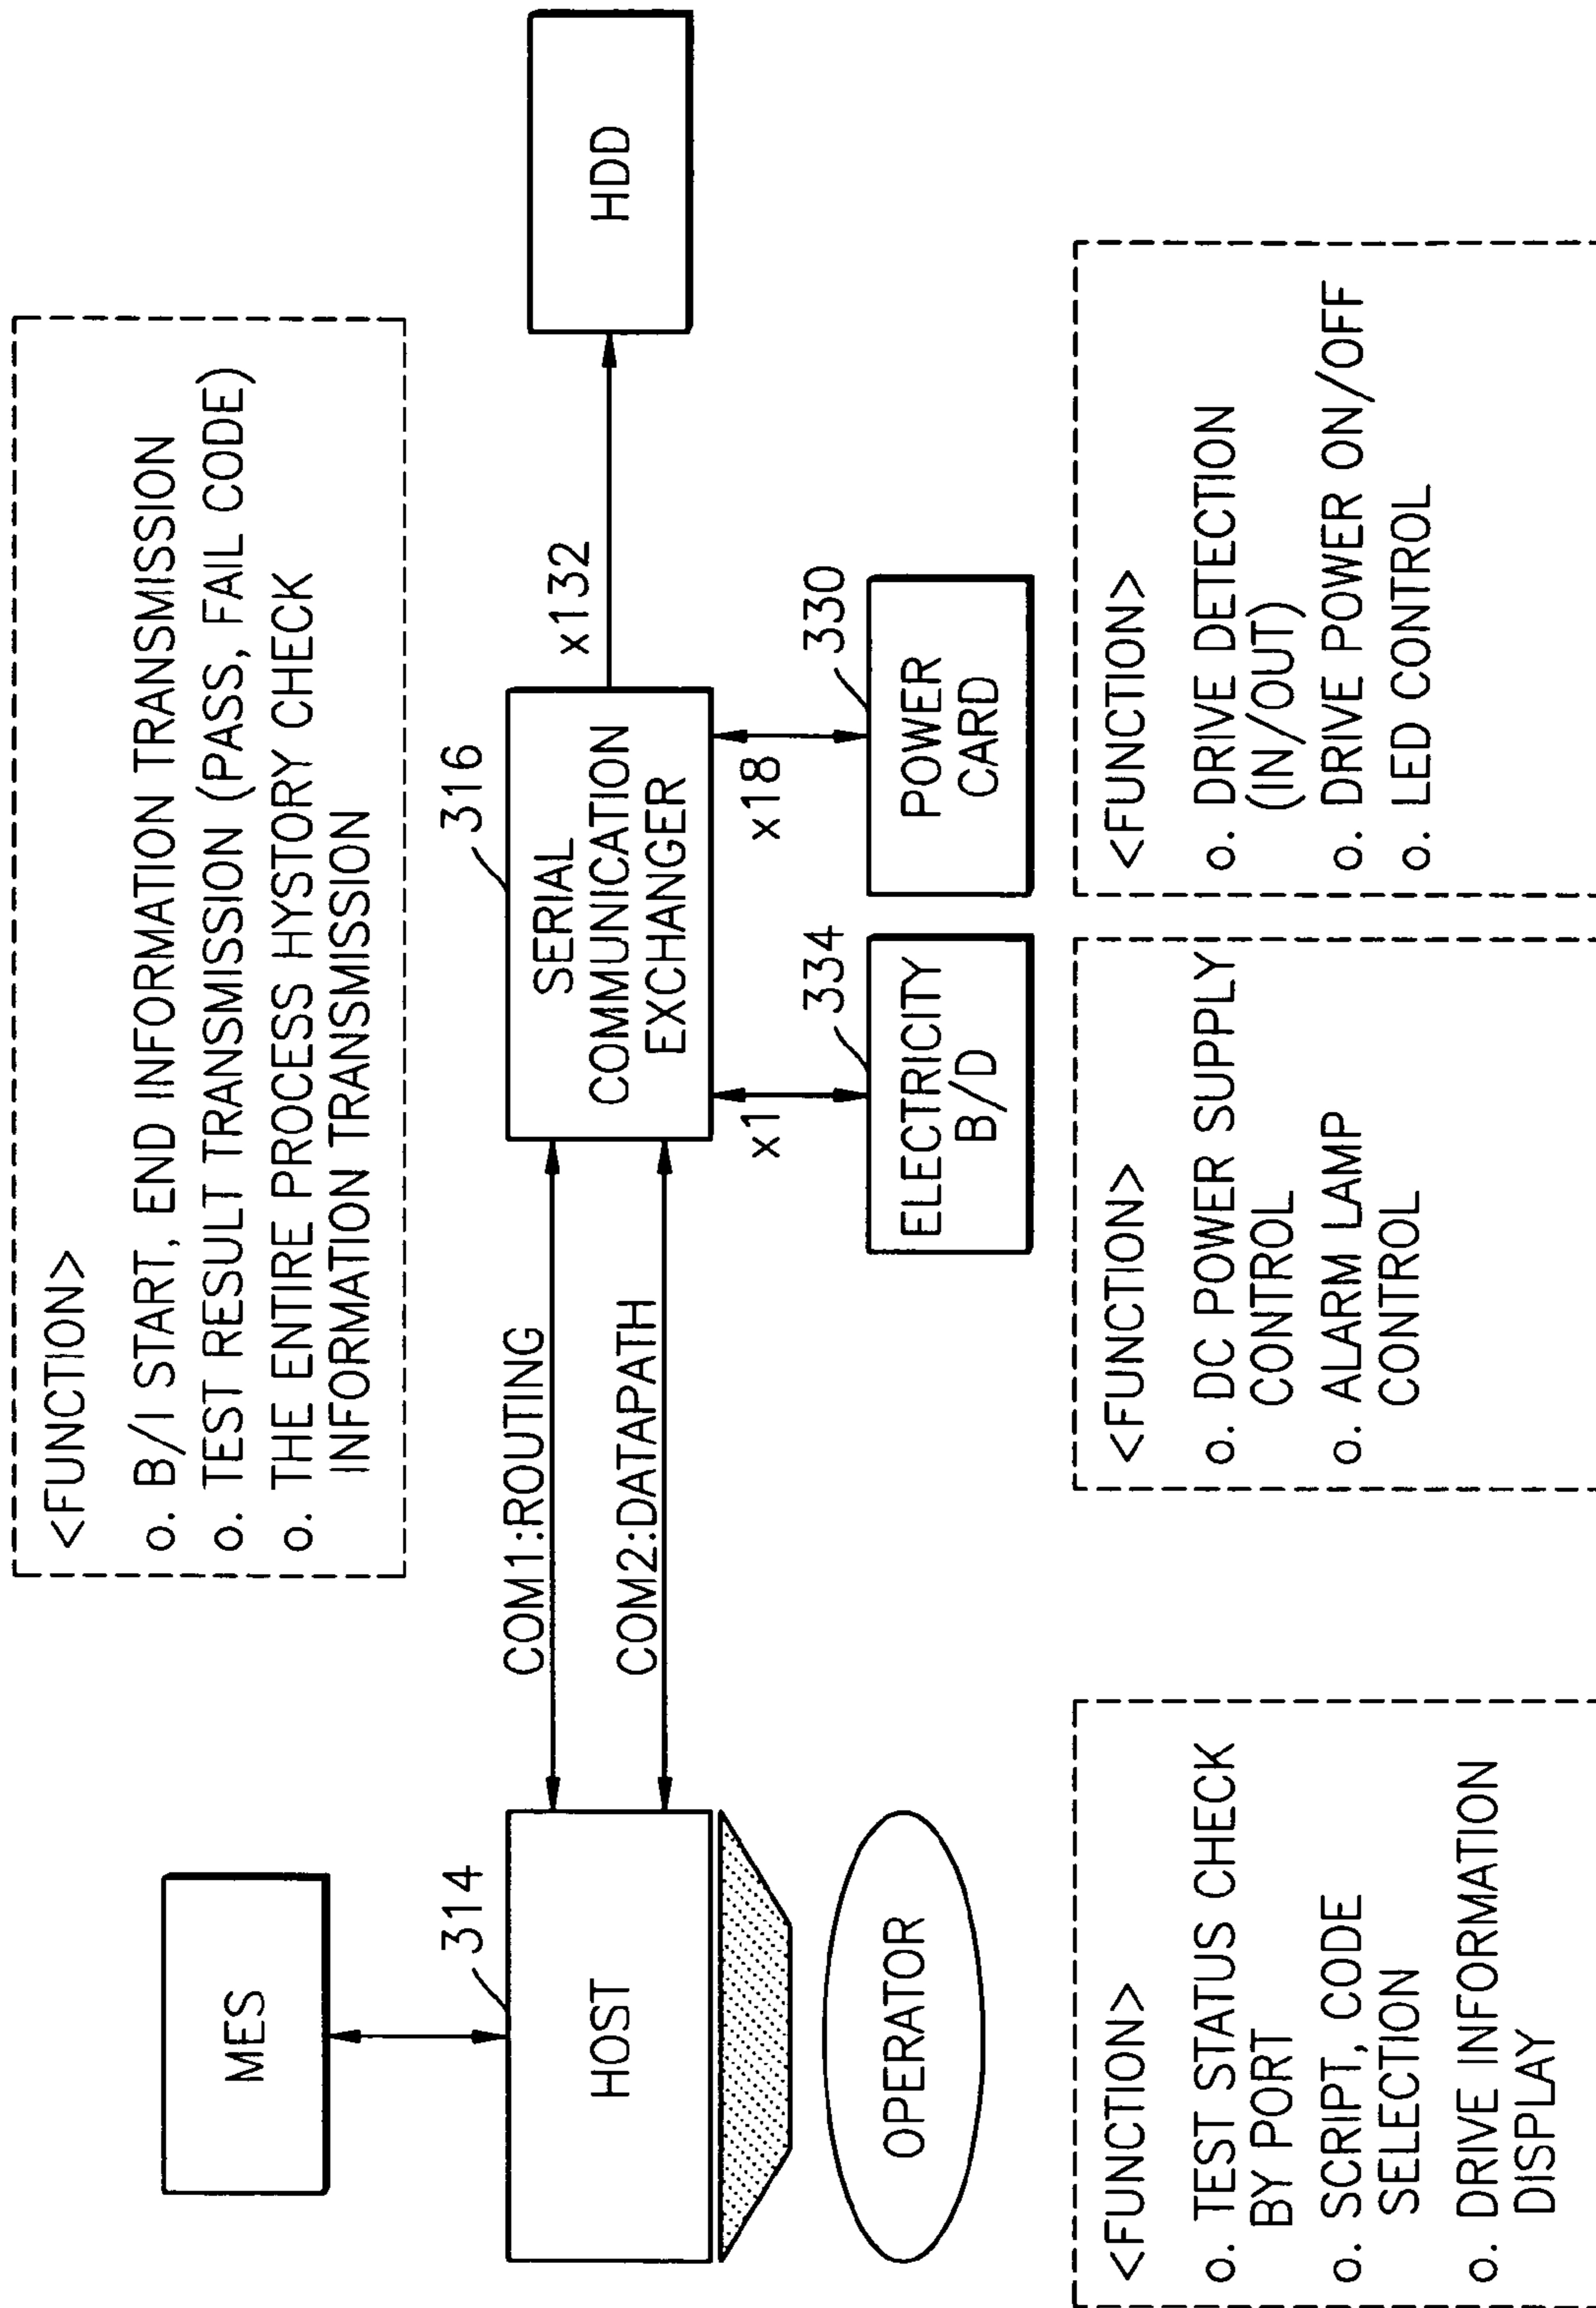 <FUNCTION>
o. B/I START, END INFORMATION TRANSMISSION
o. TEST RESULT TRANSMISSION (PASS, FAIL CODE)
o. THE ENTIRE PROCESS HYSTORY CHECK
INFORMATION TRANSMISSION
MES
314
HOST
OPERATOR
COM1:ROUTING
COM2:DATAPATH
316
SERIAL
COMMUNICATION
EXCHANGER
x132
HDD
x1
334
ELECTRICITY
B/D
x18
330
POWER
CARD
<FUNCTION>
o. TEST STATUS CHECK
BY PORT
o. SCRIPT, CODE
SELECTION
o. DRIVE INFORMATION
DISPLAY
<FUNCTION>
o. DC POWER SUPPLY
CONTROL
o. ALARM LAMP
CONTROL
<FUNCTION>
o. DRIVE DETECTION
(IN/OUT)
o. DRIVE POWER ON/OFF
o. LED CONTROL